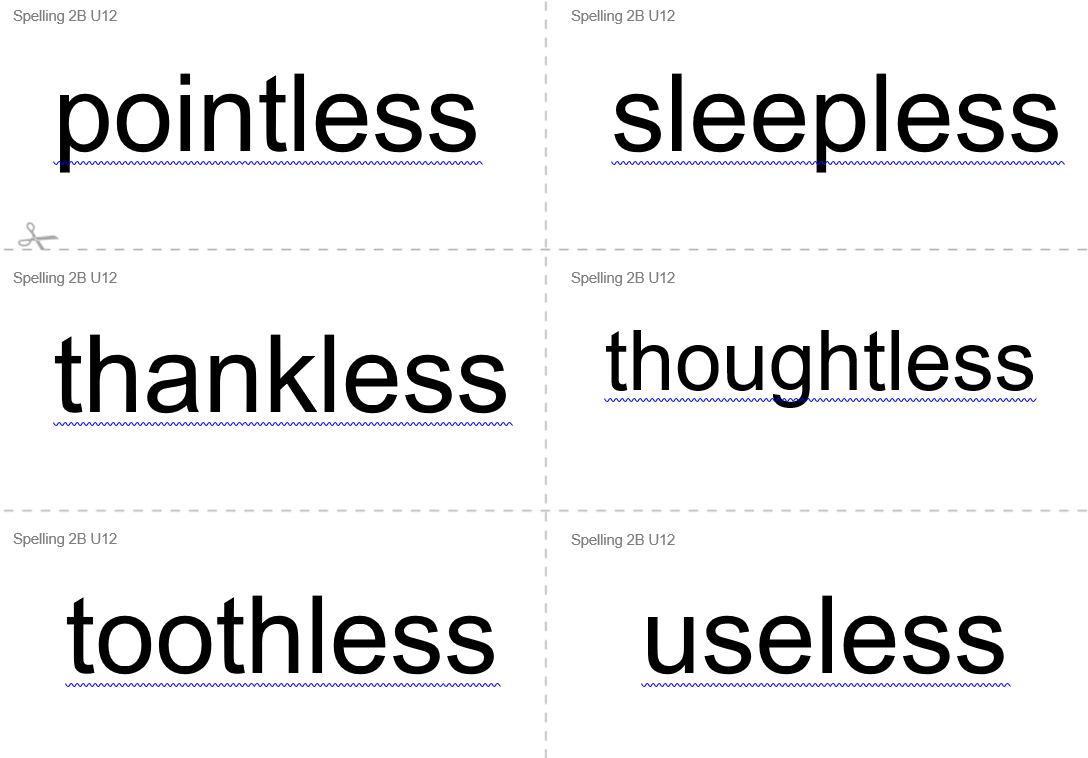 Spelling 2B U12
Spelling 2B U12
pointless
sleepless
Spelling 2B U12
Spelling 2B U12
thankless
thoughtless
Spelling 2B U12
Spelling 2B U12
toothless
useless